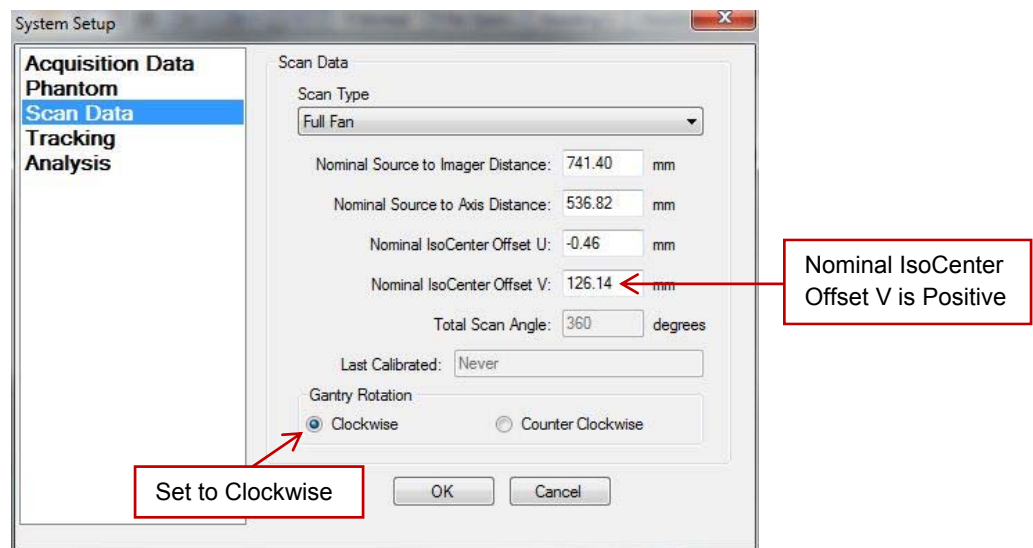 System Setup
Acquisition Data
Phantom
Scan Data
Tracking
Analysis
Scan Data
Scan Type
Full Fan
Nominal Source to Imager Distance: 741.40 mm
Nominal Source to Axis Distance: 536.82 mm
Nominal IsoCenter Offset U: -0.46 mm
Nominal IsoCenter Offset V: 126.14 mm
Nominal IsoCenter
Offset V is Positive
Total Scan Angle: 360 degrees
Last Calibrated: Never
Gantry Rotation
Clockwise Counter Clockwise
Set to Clockwise
OK Cancel